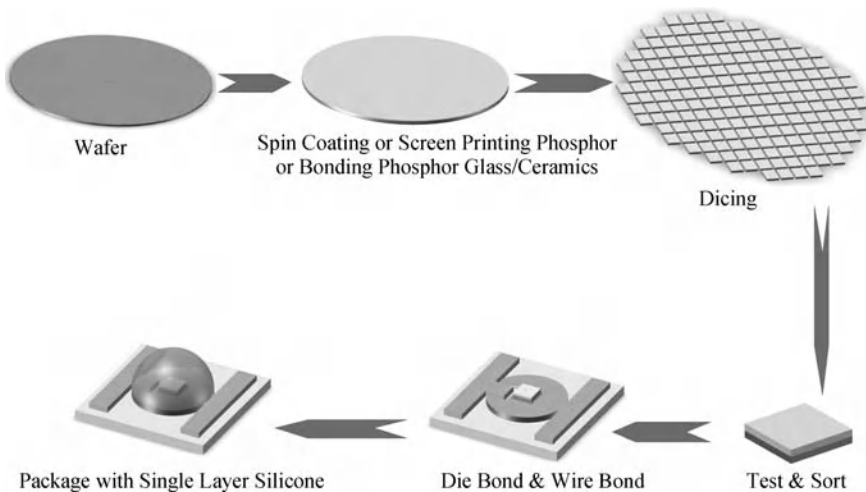 Wafer
Spin Coating or Screen Printing Phosphor
or Bonding Phosphor Glass/Ceramics
Dicing
Package with Single Layer Silicone
Die Bond & Wire Bond
Test & Sort